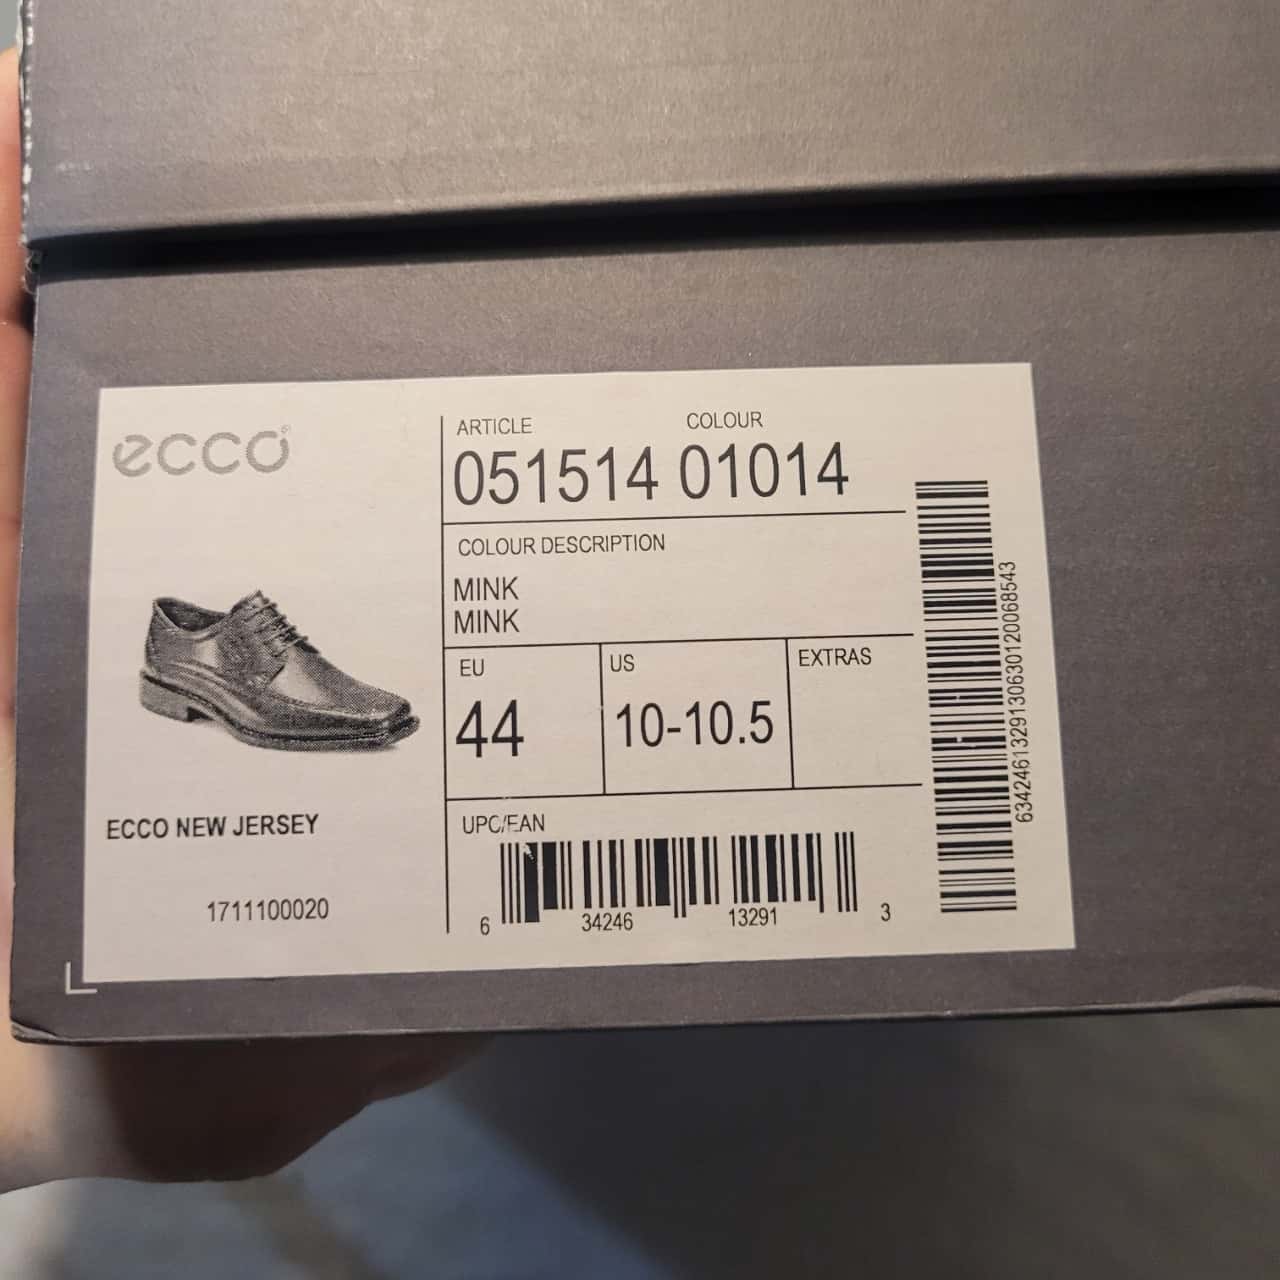 ecco
ARTICLE COLOUR
051514 01014
COLOUR DESCRIPTION
MINK
MINK
EU US EXTRAS
44 10-10.5
ECCO NEW JERSEY
1711100020
UPC/EAN
6 34246 13291 3
6342461329130630120068543